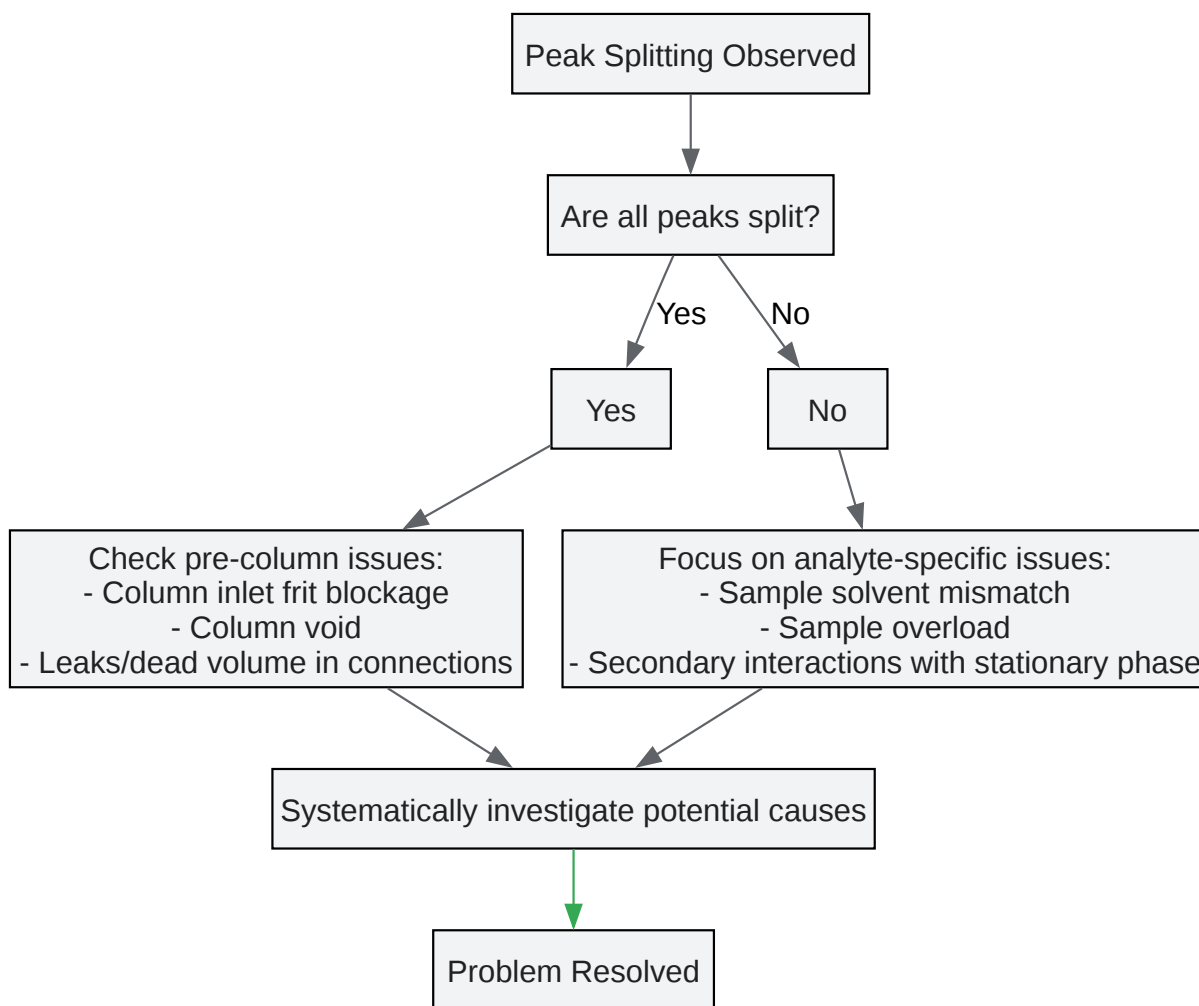 Peak Splitting Observed
Are all peaks split?
Yes
No
Yes
No
Check pre-column issues:
- Column inlet frit blockage
- Column void
- Leaks/dead volume in connections
Focus on analyte-specific issues:
- Sample solvent mismatch
- Sample overload
- Secondary interactions with stationary phase
Systematically investigate potential causes
Problem Resolved